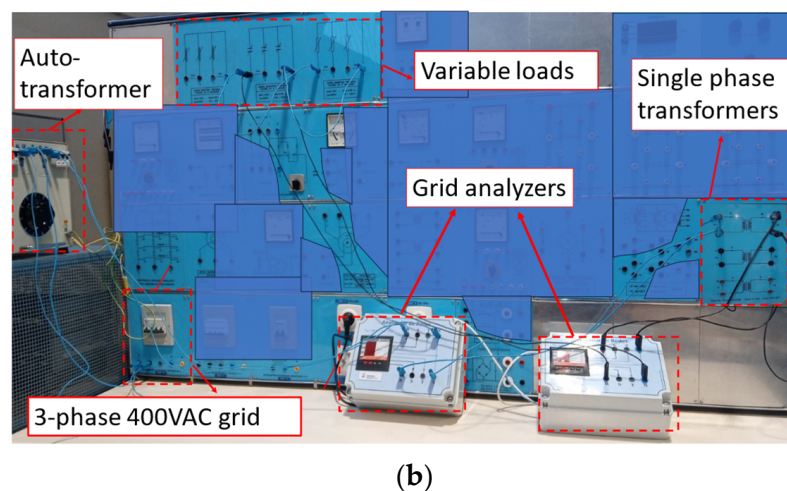 Auto-
transformer
Variable loads
Single phase
transformers
Grid analyzers
3-phase 400VAC grid
(b)